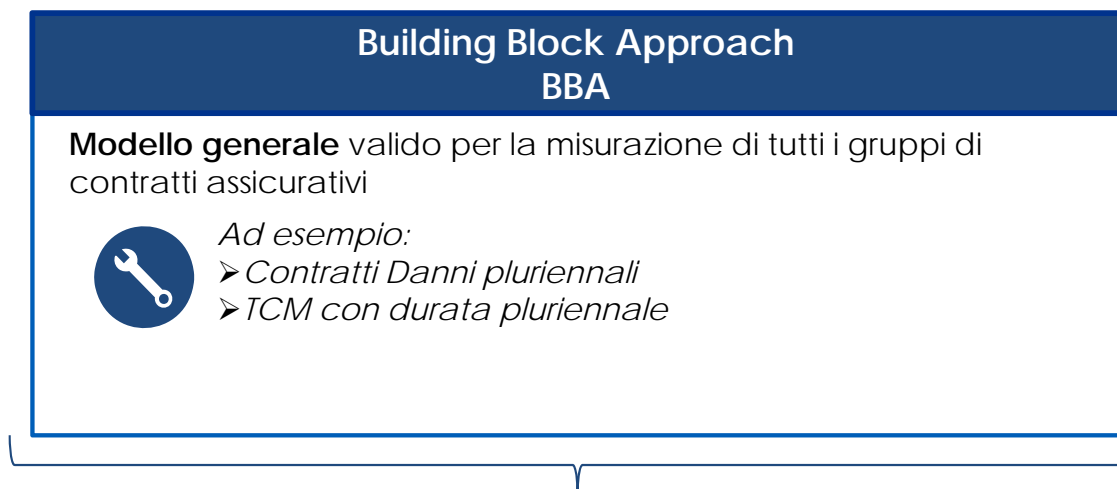 Building Block Approach
BBA
Modello generale valido per la misurazione di tutti i gruppi di
contratti assicurativi
Ad esempio:
➢Contratti Danni pluriennali
➢TCM con durata pluriennale